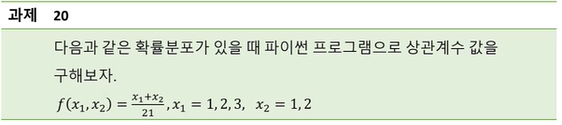 과제 20
다음과 같은 확률분포가 있을 때 파이썬 프로그램으로 상관계수 값을
구해보자.
f(x₁, x₂) = (x₁+x₂)/21, x₁ = 1, 2, 3, x₂ = 1, 2